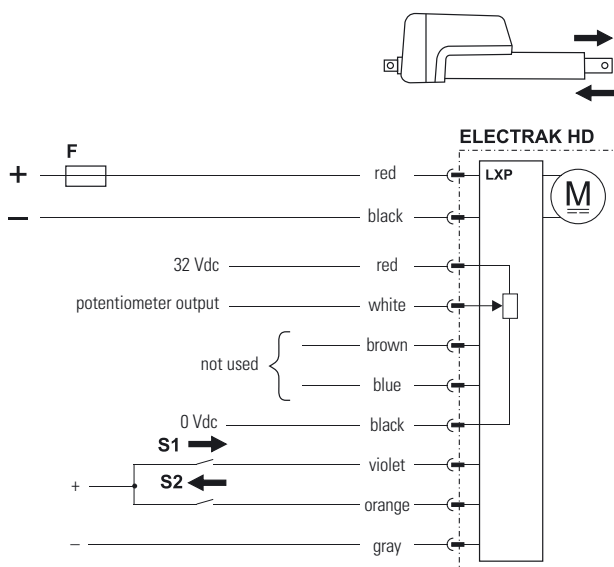 ELECTRAK HD
F
+ red LXP
M
– black
32 Vdc red
potentiometer output white
brown
not used
blue
0 Vdc black
S1
violet
+ S2
orange
– gray